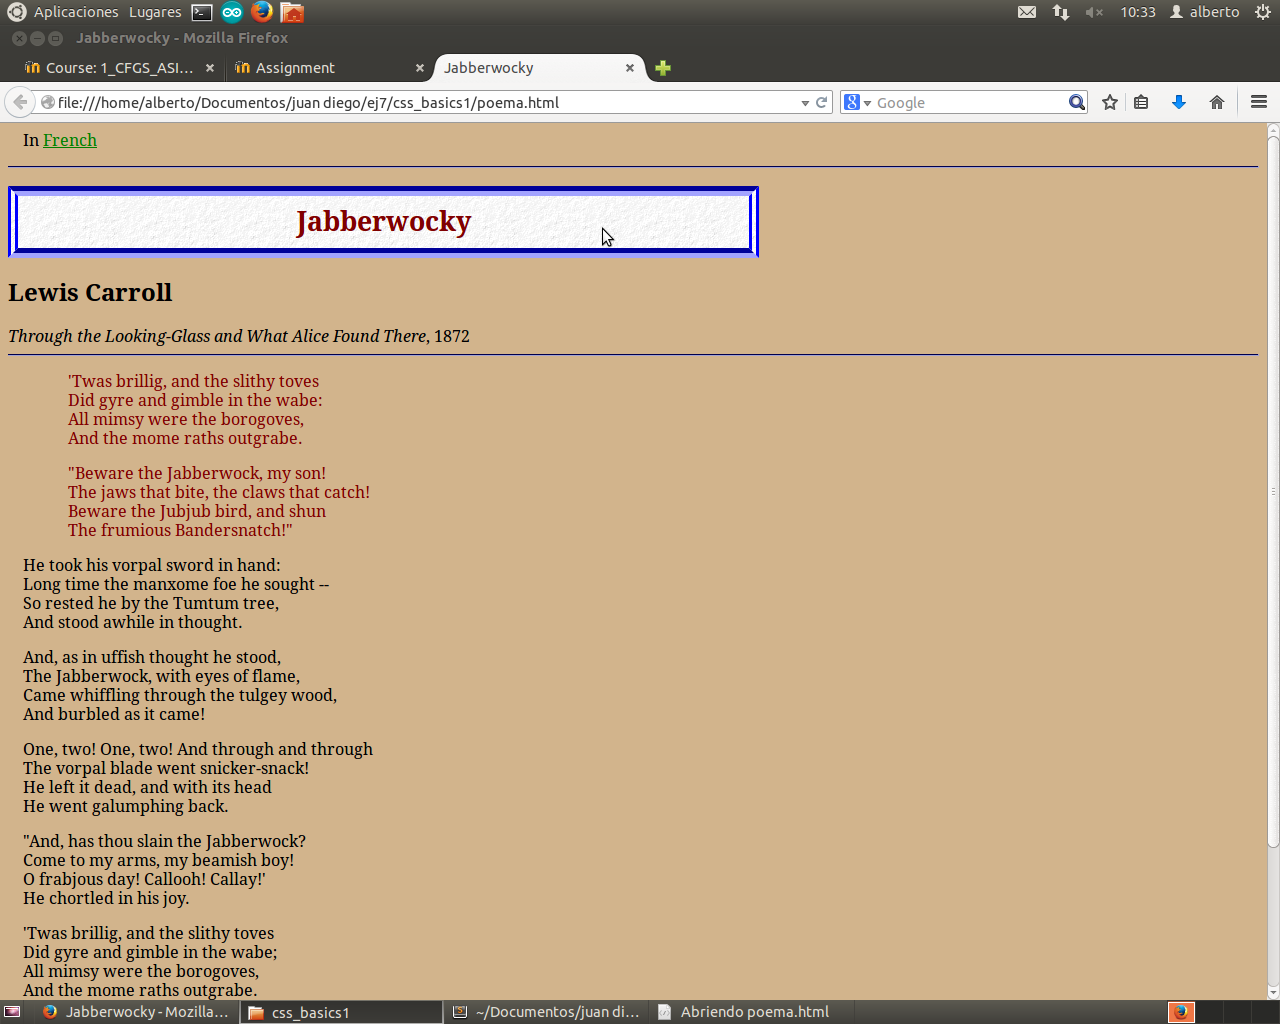 Aplicaciones Lugares 10:33 alberto
Jabberwocky - Mozilla Firefox
Course: 1_CFGS_ASI... Assignment Jabberwocky
file:///home/alberto/Documentos/juan diego/ej7/css_basics1/poema.html Google
In French
Jabberwocky
Lewis Carroll
Through the Looking-Glass and What Alice Found There, 1872
'Twas brillig, and the slithy toves
Did gyre and gimble in the wabe:
All mimsy were the borogoves,
And the mome raths outgrabe.
"Beware the Jabberwock, my son!
The jaws that bite, the claws that catch!
Beware the Jubjub bird, and shun
The frumious Bandersnatch!"
He took his vorpal sword in hand:
Long time the manxome foe he sought --
So rested he by the Tumtum tree,
And stood awhile in thought.
And, as in uffish thought he stood,
The Jabberwock, with eyes of flame,
Came whiffling through the tulgey wood,
And burbled as it came!
One, two! One, two! And through and through
The vorpal blade went snicker-snack!
He left it dead, and with its head
He went galumphing back.
"And, has thou slain the Jabberwock?
Come to my arms, my beamish boy!
O frabjous day! Callooh! Callay!'
He chortled in his joy.
'Twas brillig, and the slithy toves
Did gyre and gimble in the wabe;
All mimsy were the borogoves,
And the mome raths outgrabe.
Jabberwocky - Mozilla... css_basics1 ~/Documentos/juan di... Abriendo poema.html